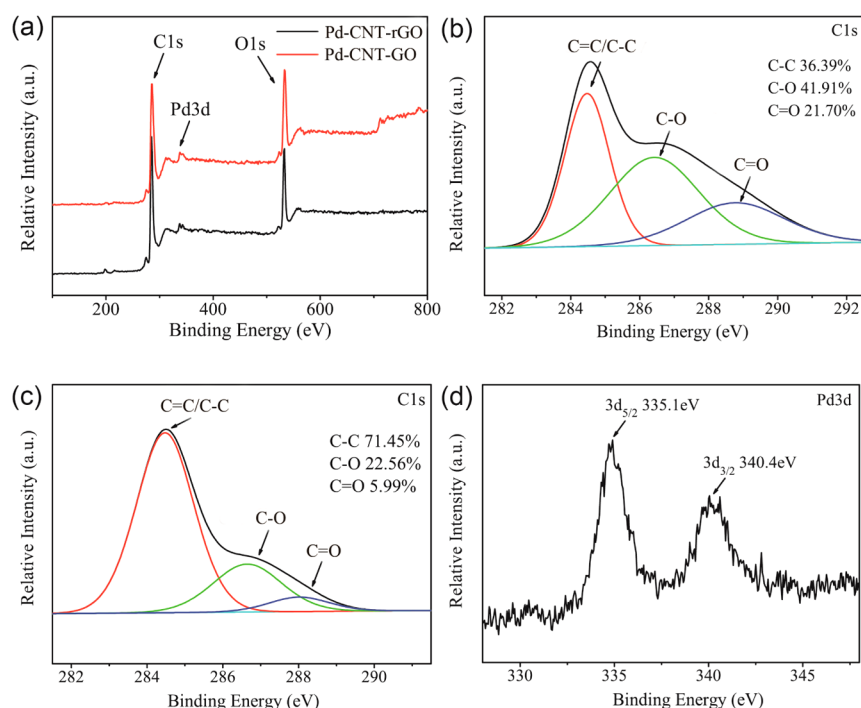 (a)
Pd-CNT-rGO
Pd-CNT-GO
C1s
Pd3d
O1s
200 400 600 800
Binding Energy (eV)
Relative Intensity (a.u.)
(b)
C1s
C=C/C-C
C-C 36.39%
C-O 41.91%
C=O 21.70%
C-O
C=O
282 284 286 288 290 292
Binding Energy (eV)
Relative Intensity (a.u.)
(c)
C1s
C=C/C-C
C-C 71.45%
C-O 22.56%
C=O 5.99%
C-O
C=O
282 284 286 288 290
Binding Energy (eV)
Relative Intensity (a.u.)
(d)
Pd3d
3d5/2 335.1eV
3d3/2 340.4eV
330 335 340 345
Binding Energy (eV)
Relative Intensity (a.u.)